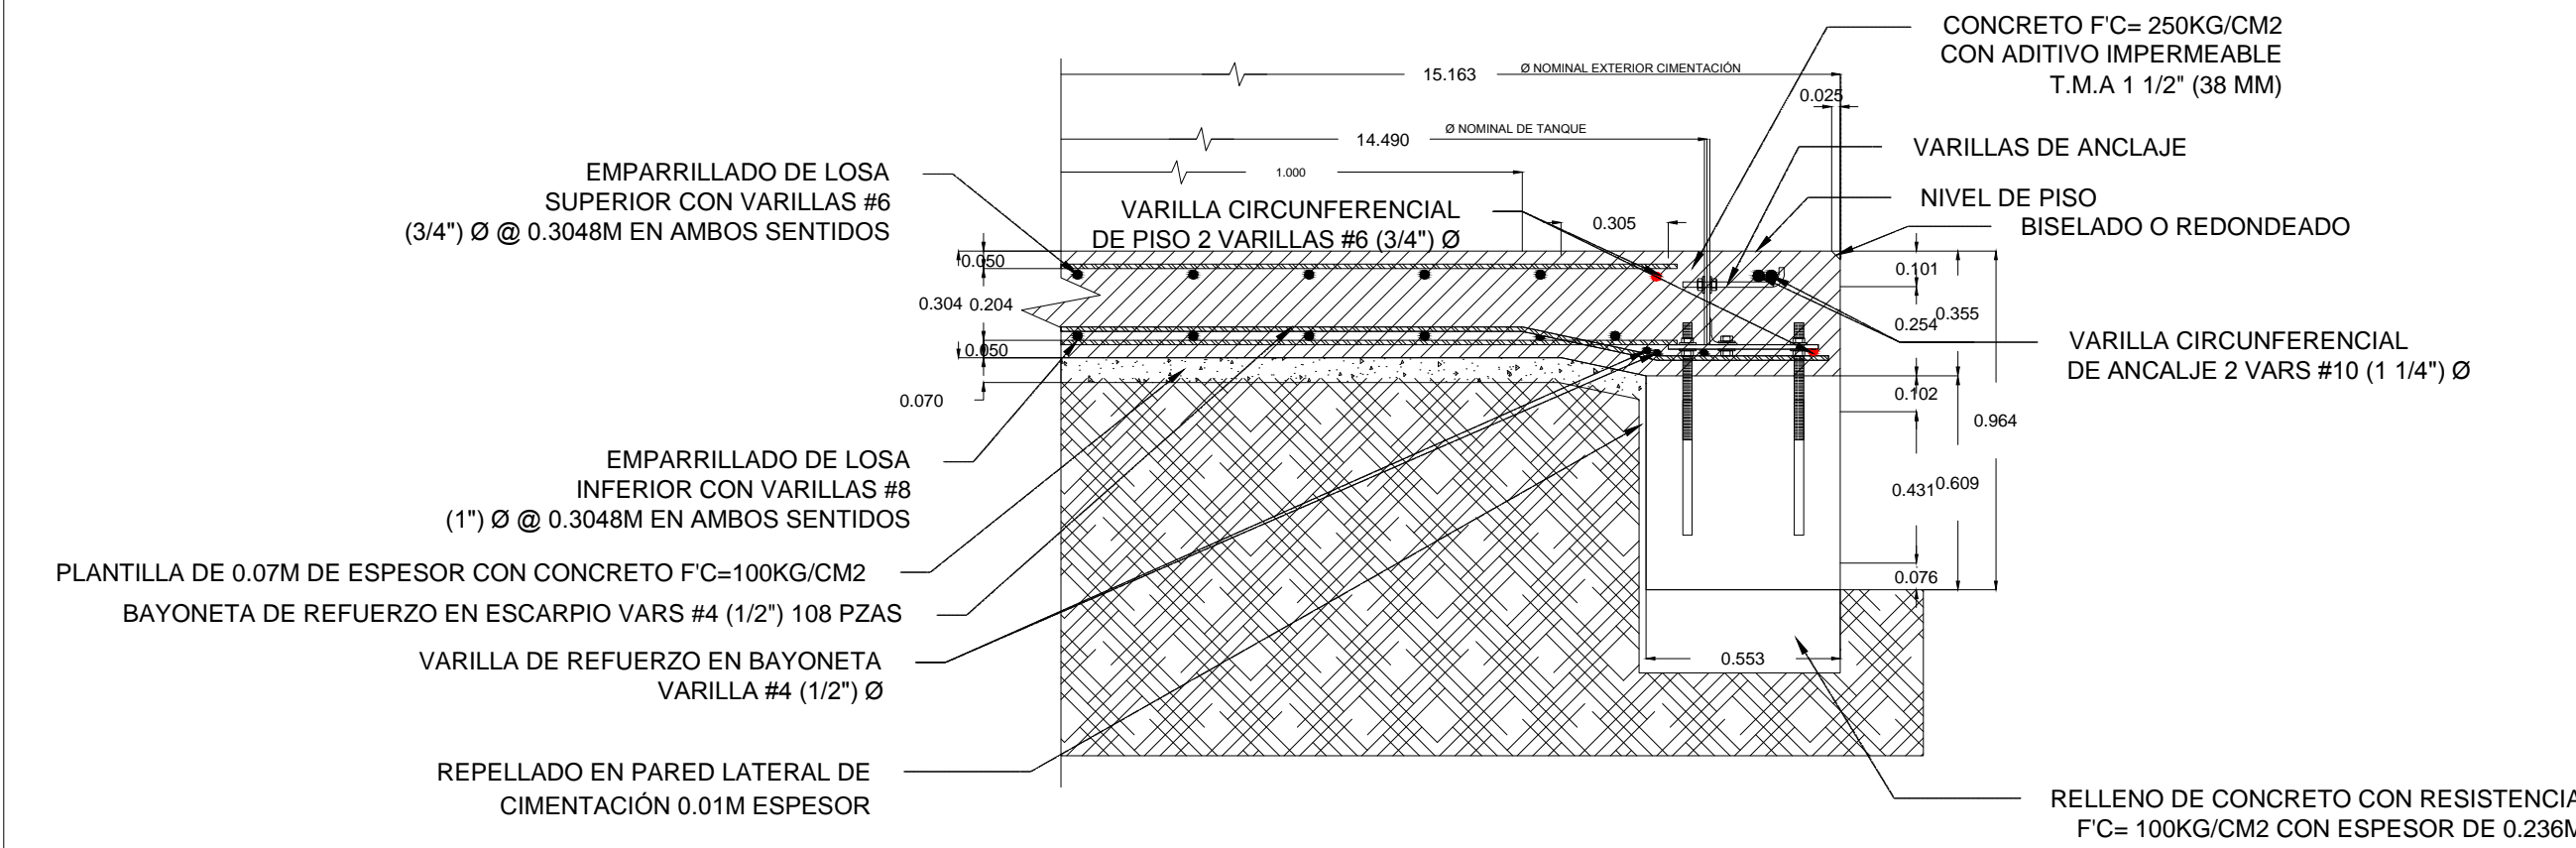 CONCRETO F'C= 250KG/CM2
CON ADITIVO IMPERMEABLE
T.M.A 1 1/2" (38 MM)
15.163
Ø NOMINAL EXTERIOR CIMENTACIÓN
0.025
14.490
Ø NOMINAL DE TANQUE
VARILLAS DE ANCLAJE
1.000
EMPARRILLADO DE LOSA
SUPERIOR CON VARILLAS #6
(3/4") Ø @ 0.3048M EN AMBOS SENTIDOS
VARILLA CIRCUNFERENCIAL
DE PISO 2 VARILLAS #6 (3/4") Ø
0.305
NIVEL DE PISO
BISELADO O REDONDEADO
0.050
0.304
0.204
0.050
0.070
0.101
0.254
0.355
0.102
0.964
0.431
0.609
0.076
0.553
VARILLA CIRCUNFERENCIAL
DE ANCALJE 2 VARS #10 (1 1/4") Ø
EMPARRILLADO DE LOSA
INFERIOR CON VARILLAS #8
(1") Ø @ 0.3048M EN AMBOS SENTIDOS
PLANTILLA DE 0.07M DE ESPESOR CON CONCRETO F'C=100KG/CM2
BAYONETA DE REFUERZO EN ESCARPIO VARS #4 (1/2") 108 PZAS
VARILLA DE REFUERZO EN BAYONETA
VARILLA #4 (1/2") Ø
REPELLADO EN PARED LATERAL DE
CIMENTACIÓN 0.01M ESPESOR
RELLENO DE CONCRETO CON RESISTENCIA
F'C= 100KG/CM2 CON ESPESOR DE 0.236M